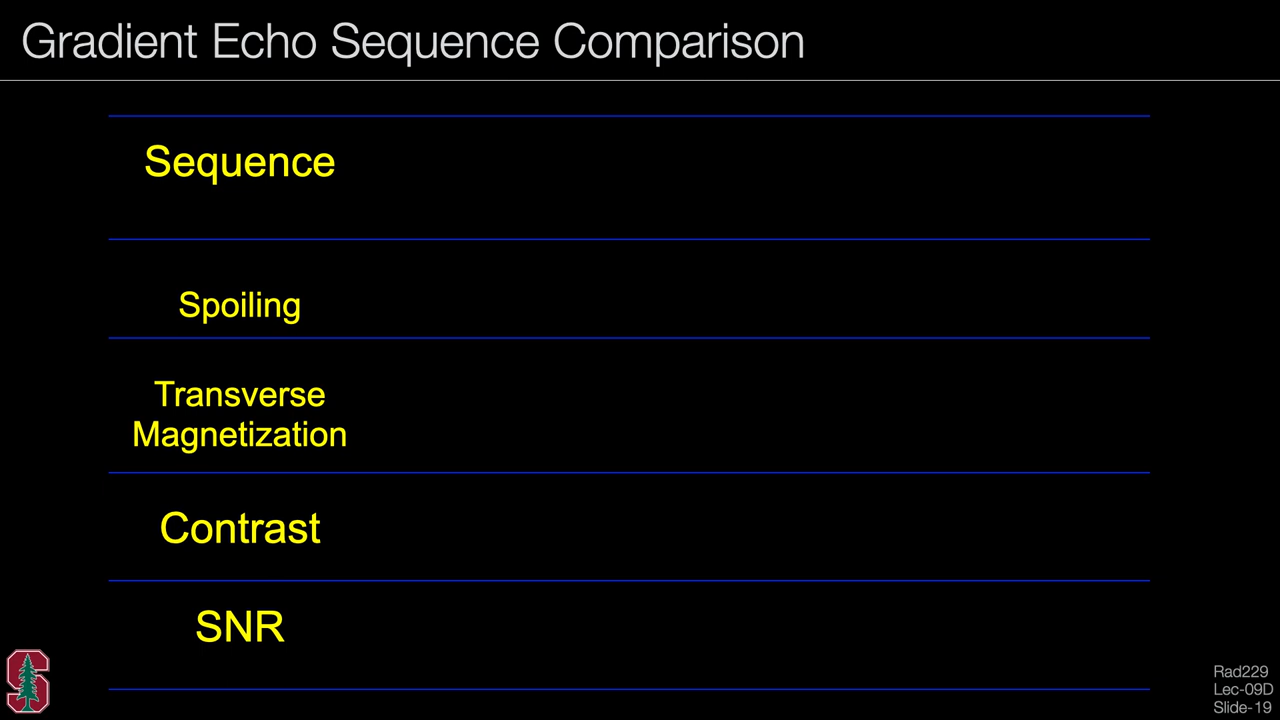 Gradient Echo Sequence Comparison
Sequence
Spoiling
Transverse
Magnetization
Contrast
SNR
Rad229
Lec-09D
Slide-19